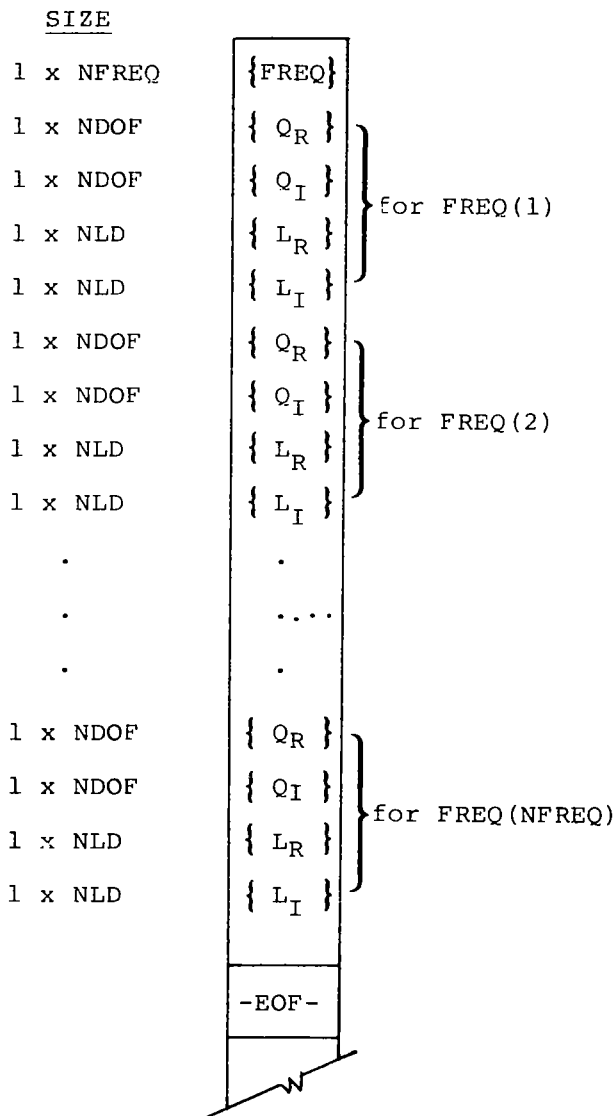 SIZE
1 x NFREQ {FREQ}
1 x NDOF { Q_R }
1 x NDOF { Q_I } for FREQ(1)
1 x NLD { L_R }
1 x NLD { L_I }
1 x NDOF { Q_R }
1 x NDOF { Q_I } for FREQ(2)
1 x NLD { L_R }
1 x NLD { L_I }
. .
. ....
. .
1 x NDOF { Q_R }
1 x NDOF { Q_I } for FREQ(NFREQ)
1 x NLD { L_R }
1 x NLD { L_I }
-EOF-